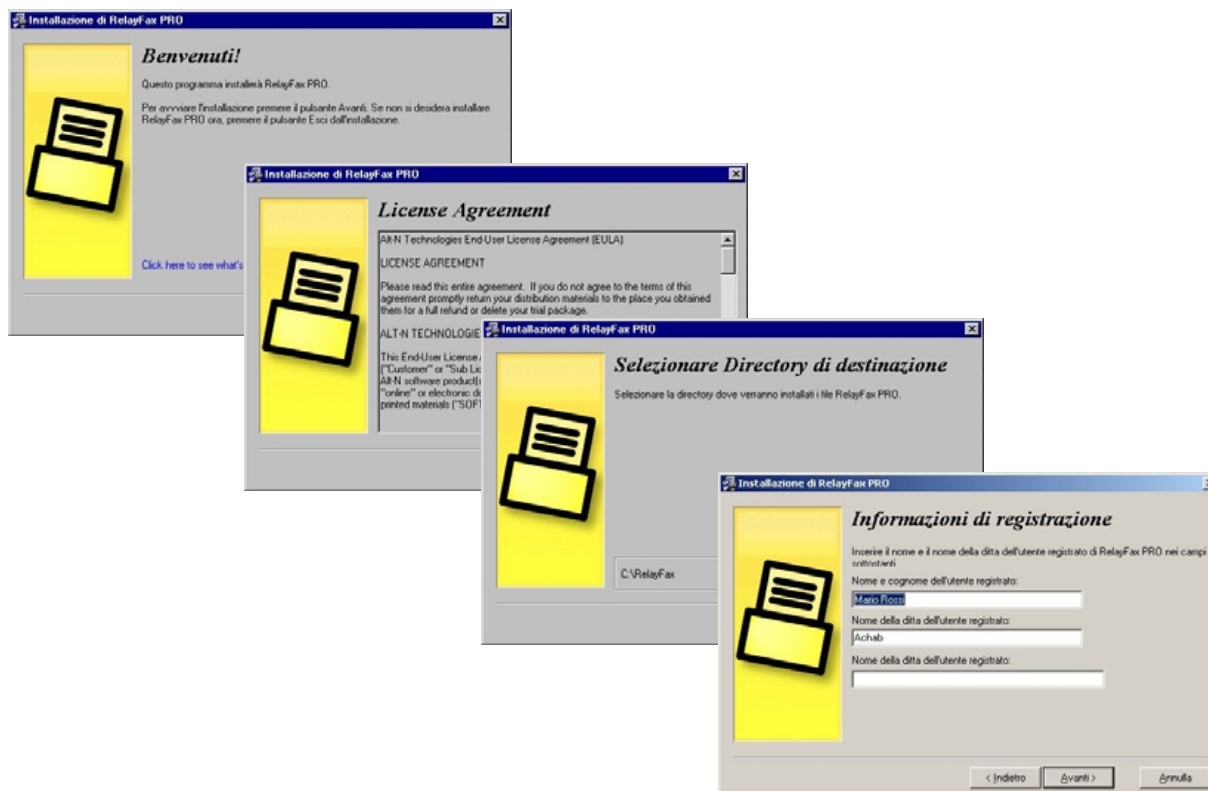 Installazione di RelayFax PRO
Benvenuti!
Questo programma installerà RelayFax PRO.
Per avvviare l'installazione premere il pulsante Avanti. Se non si desidera installare
RelayFax PRO ora, premere il pulsante Esci dall'installazione.
Click here to see what's
Installazione di RelayFax PRO
License Agreement
Alt-N Technologies End-User License Agreement (EULA)
LICENSE AGREEMENT
Please read this entire agreement. If you do not agree to the terms of this
agreement promptly return your distribution materials to the place you obtained
them for a full refund or delete your trial package.
ALT-N TECHNOLOGIE
This End-User License
("Customer" or "Sub Lic
Alt-N software product(s
"online" or electronic do
printed materials ("SOFT
Installazione di RelayFax PRO
Selezionare Directory di destinazione
Selezionare la directory dove verranno installati i file RelayFax PRO.
C:\RelayFax
Installazione di RelayFax PRO
Informazioni di registrazione
Inserire il nome e il nome della ditta dell'utente registrato di RelayFax PRO nei campi
sottostanti
Nome e cognome dell'utente registrato:
Mario Rossi
Nome della ditta dell'utente registrato:
Achab
Nome della ditta dell'utente registrato:
< Indietro
Avanti >
Annulla